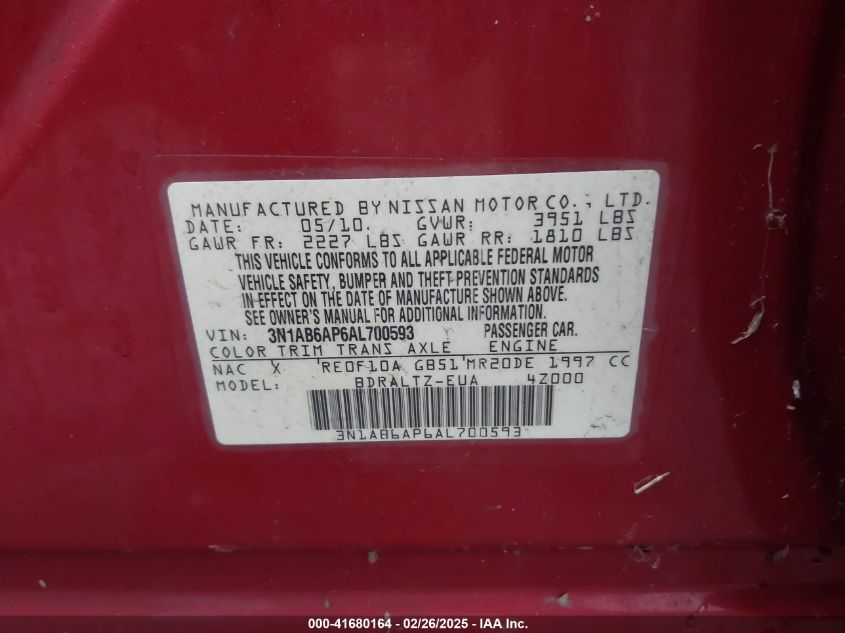 MANUFACTURED BY NISSAN MOTOR CO., LTD.
DATE: 05/10. GVWR: 3951 LBS
GAWR FR: 2227 LBS GAWR RR: 1810 LBS
THIS VEHICLE CONFORMS TO ALL APPLICABLE FEDERAL MOTOR
VEHICLE SAFETY, BUMPER AND THEFT PREVENTION STANDARDS
IN EFFECT ON THE DATE OF MANUFACTURE SHOWN ABOVE.
SEE OWNER'S MANUAL FOR ADDITIONAL INFORMATION.
VIN: 3N1AB6AP6AL700593 PASSENGER CAR.
COLOR TRIM TRANS AXLE ENGINE
NAC X RE0F10A GB51 MR20DE 1997 CC
MODEL: BDRALTZ-EUA 4Z000
3N1AB6AP6AL700593
000-41680164 - 02/26/2025 - IAA Inc.